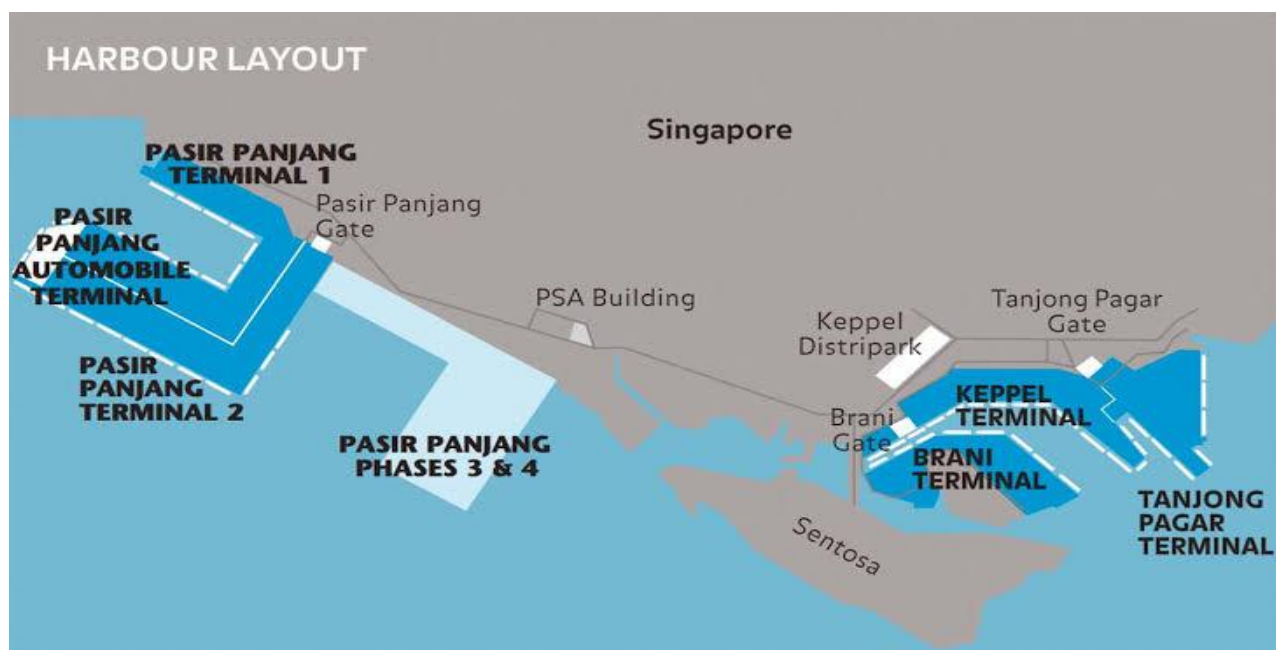 HARBOUR LAYOUT
Singapore
PASIR PANJANG
TERMINAL 1
Pasir Panjang
Gate
PASIR
PANJANG
AUTOMOBILE
TERMINAL
PSA Building
Tanjong Pagar
Gate
Keppel
Distripark
PASIR
PANJANG
TERMINAL 2
KEPPEL
TERMINAL
Brani
Gate
PASIR PANJANG
PHASES 3 & 4
BRANI
TERMINAL
TANJONG
PAGAR
TERMINAL
Sentosa